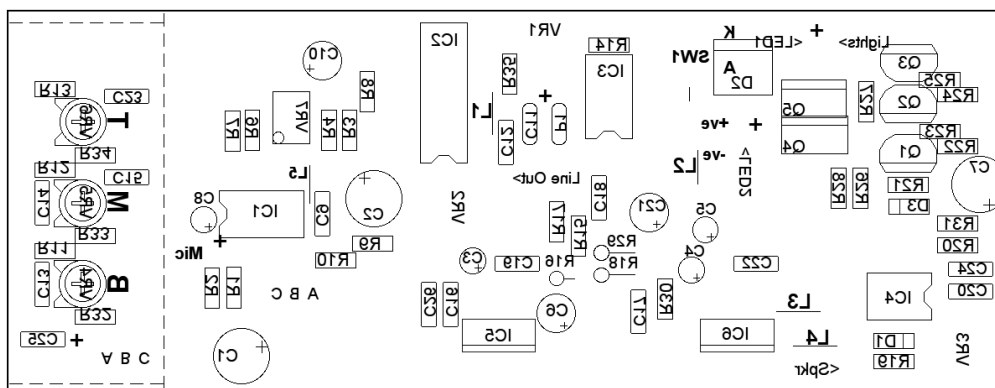 R13
C23
VR6
T
R34
R12
C15
C14
VR5
M
R33
R11
C13
VR4
B
R32
C25
+
A B C
C10
R8
R7
R6
VR7
R4
R3
L5
C8
IC1
C9
C2
Mic
+
R9
R10
R2
R1
A B C
C1
IC2
VR1
R35
R14
IC3
L1
+
C12
C11
P1
Line Out>
VR2
C18
R17
R15
C21
C3
C19
R16
R29
R18
C26
C16
C6
C17
R30
IC5
K
LED1>
+
Lights>
SW1
A
D2
Q3
R25
R24
Q5
R27
Q2
+ve
+
-ve
Q4
R23
R22
Q1
L2
<LED2
C7
R28
R26
R21
D3
C5
R31
C4
R20
C22
C24
C20
IC4
L3
IC6
L4
D1
R19
VR3
<Spkr